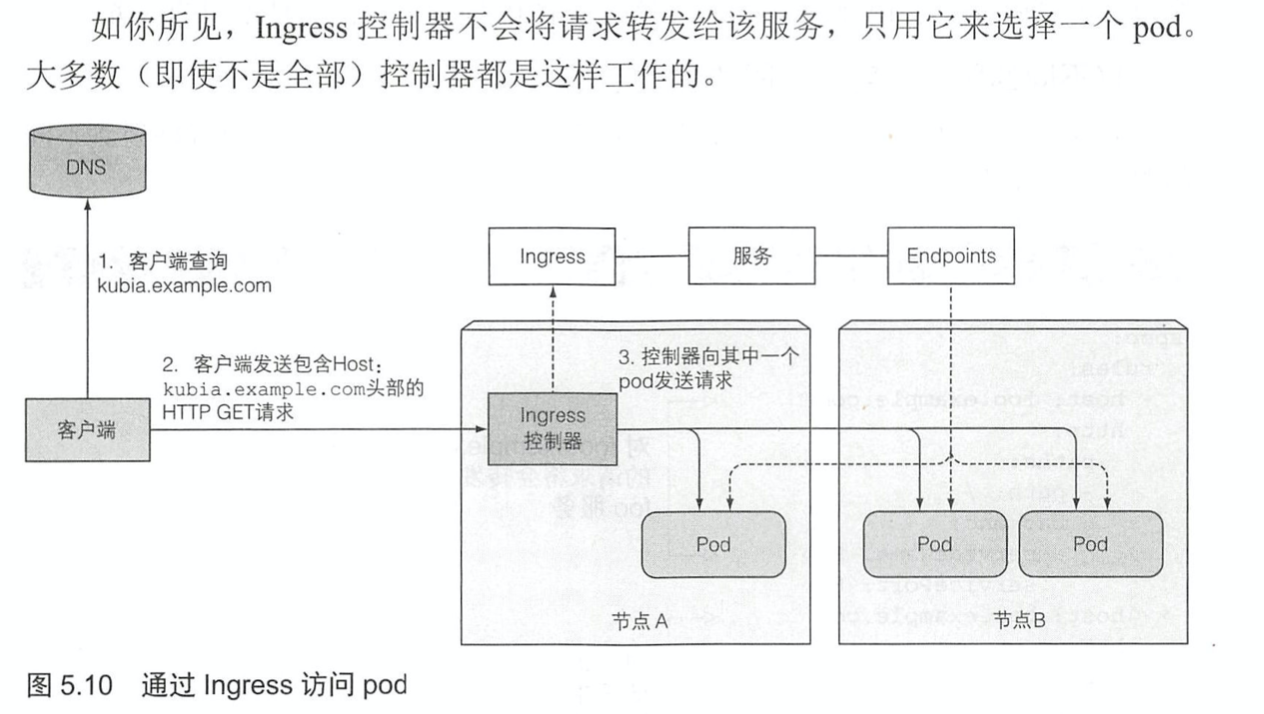 如你所见，Ingress 控制器不会将请求转发给该服务，只用它来选择一个 pod。
大多数（即使不是全部）控制器都是这样工作的。
DNS
1. 客户端查询
kubia.example.com
Ingress
服务
Endpoints
2. 客户端发送包含Host：
kubia.example.com头部的
HTTP GET请求
3. 控制器向其中一个
pod发送请求
客户端
Ingress
控制器
Pod
Pod
Pod
节点A
节点B
图 5.10 通过 Ingress 访问 pod